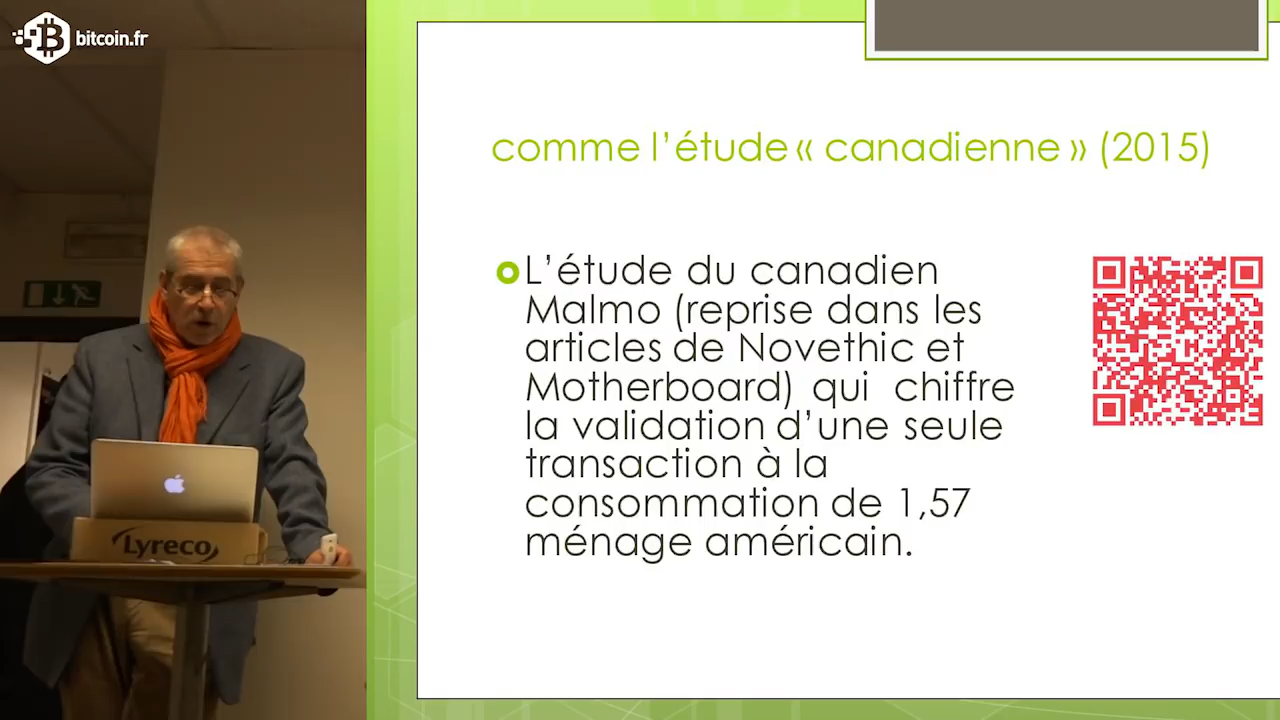 bitcoin.fr
comme l'étude « canadienne » (2015)
L'étude du canadien
Malmo (reprise dans les
articles de Novethic et
Motherboard) qui chiffre
la validation d'une seule
transaction à la
consommation de 1,57
ménage américain.
Lyreco